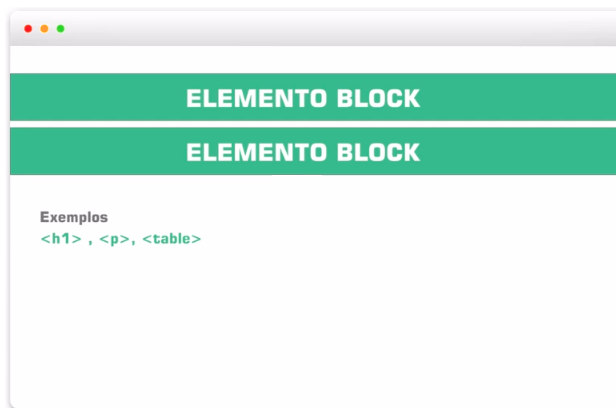 ELEMENTO BLOCK
ELEMENTO BLOCK
Exemplos
<h1> , <p>, <table>